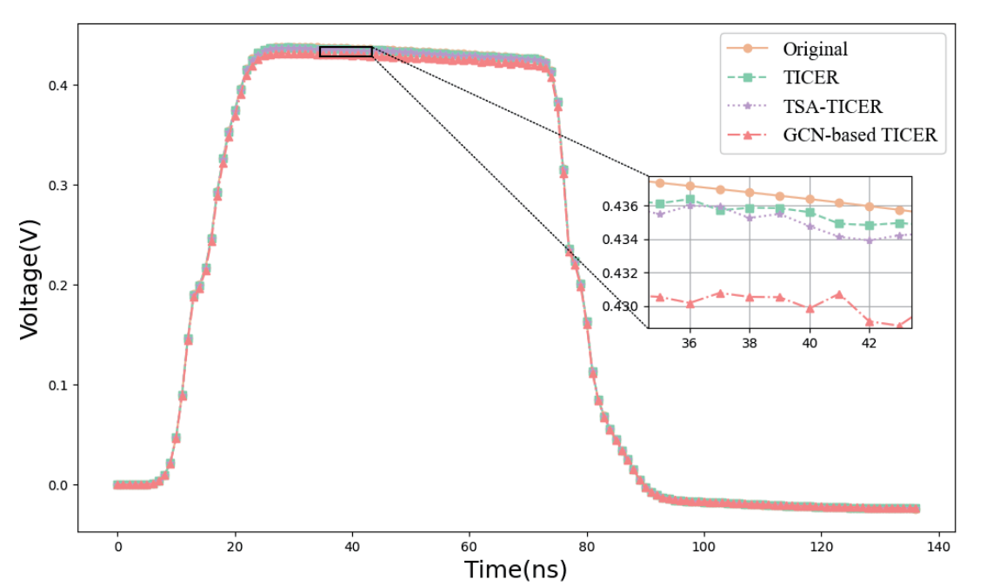 Original
TICER
TSA-TICER
GCN-based TICER
Voltage(V)
0.4
0.3
0.2
0.1
0.0
0.436
0.434
0.432
0.430
36 38 40 42
0 20 40 60 80 100 120 140
Time(ns)